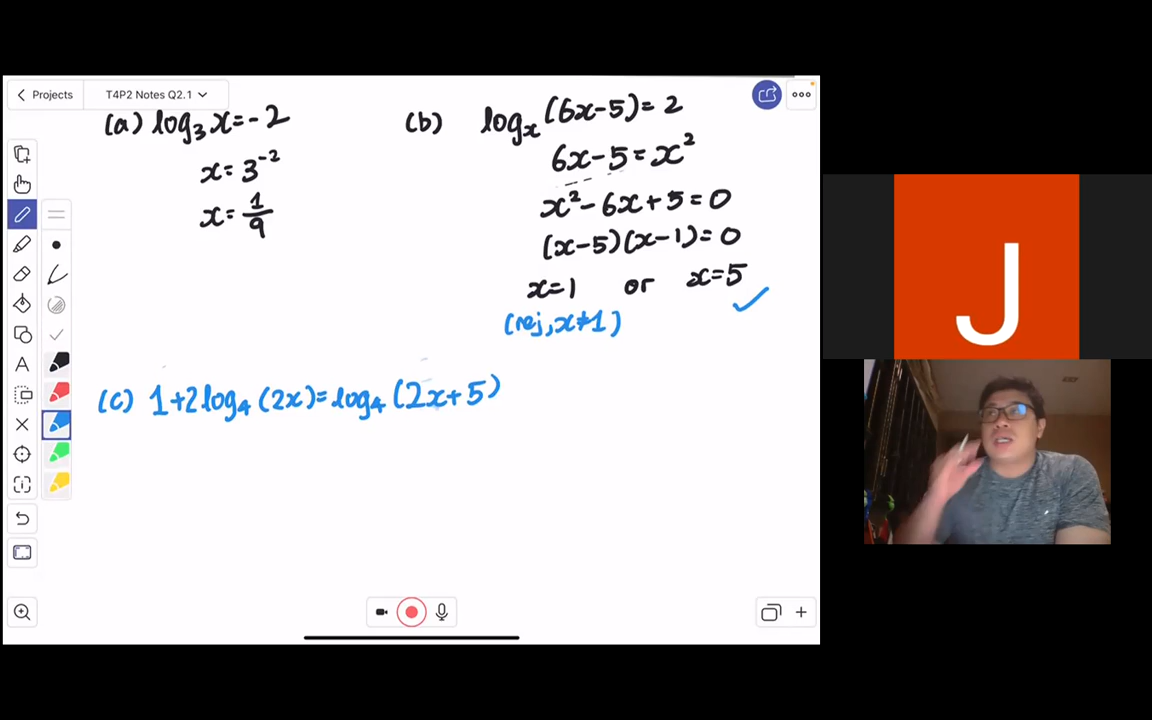 Projects
T4P2 Notes Q2.1
(a) log₃x=-2
x=3⁻²
x=1/9
(b) logₓ(6x-5)=2
6x-5=x²
x²-6x+5=0
(x-5)(x-1)=0
x=1 or x=5 ✓
(rej, x≠1)
(c) 1+2log₄(2x)=log₄(2x+5)
A
J